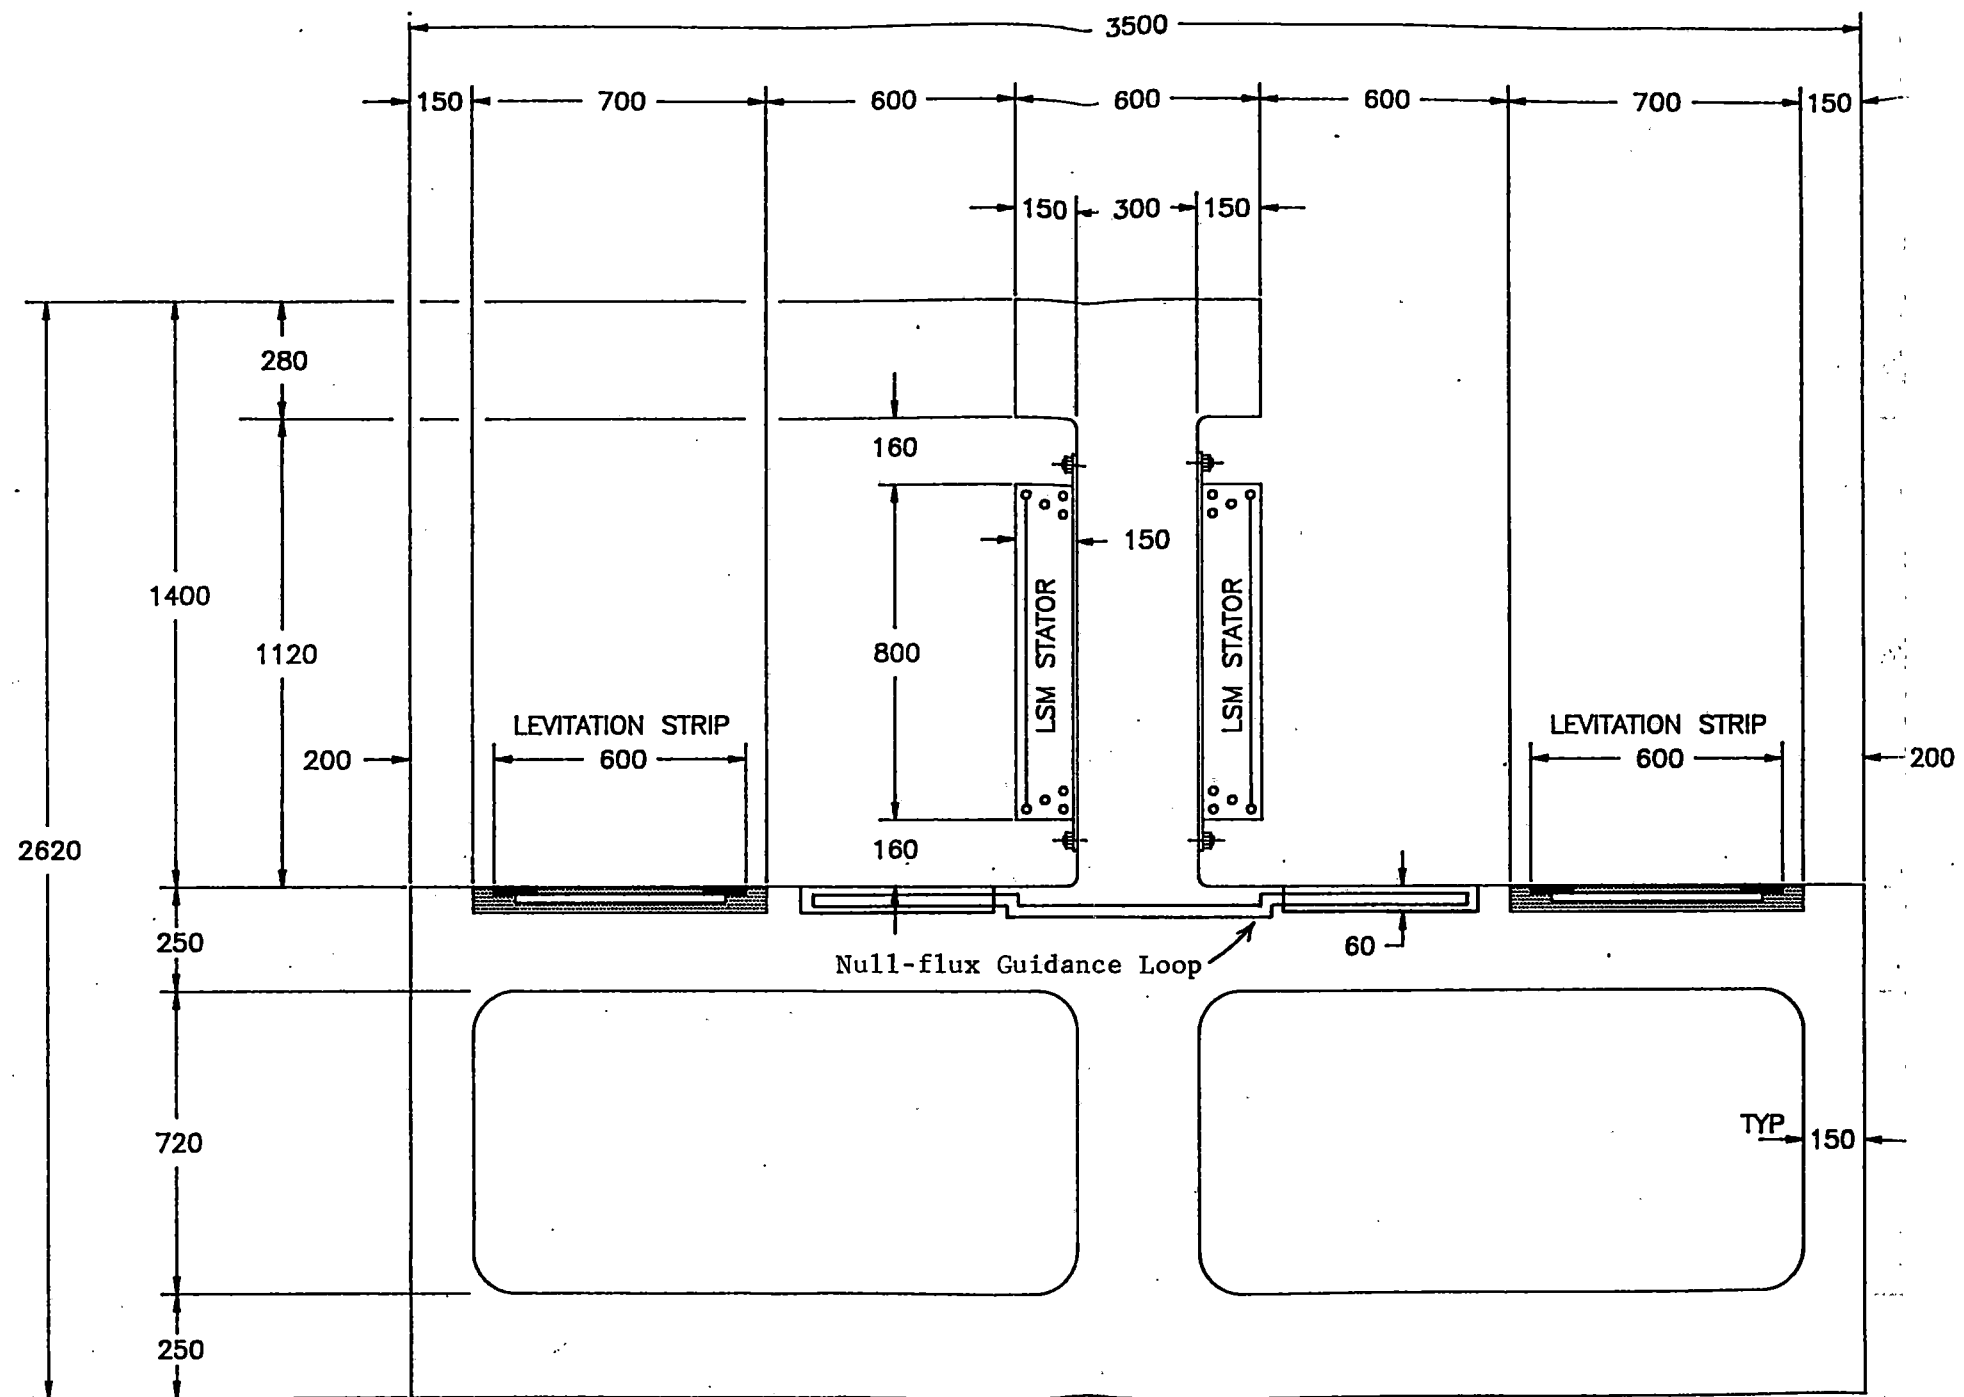 3500
150 700 600 600 600 700 150
150 300 150
280
160
150
1400
1120
800
LSM STATOR
LSM STATOR
LEVITATION STRIP
LEVITATION STRIP
200
600
600
200
2620
160
250
60
Null-flux Guidance Loop
720
TYP
150
250